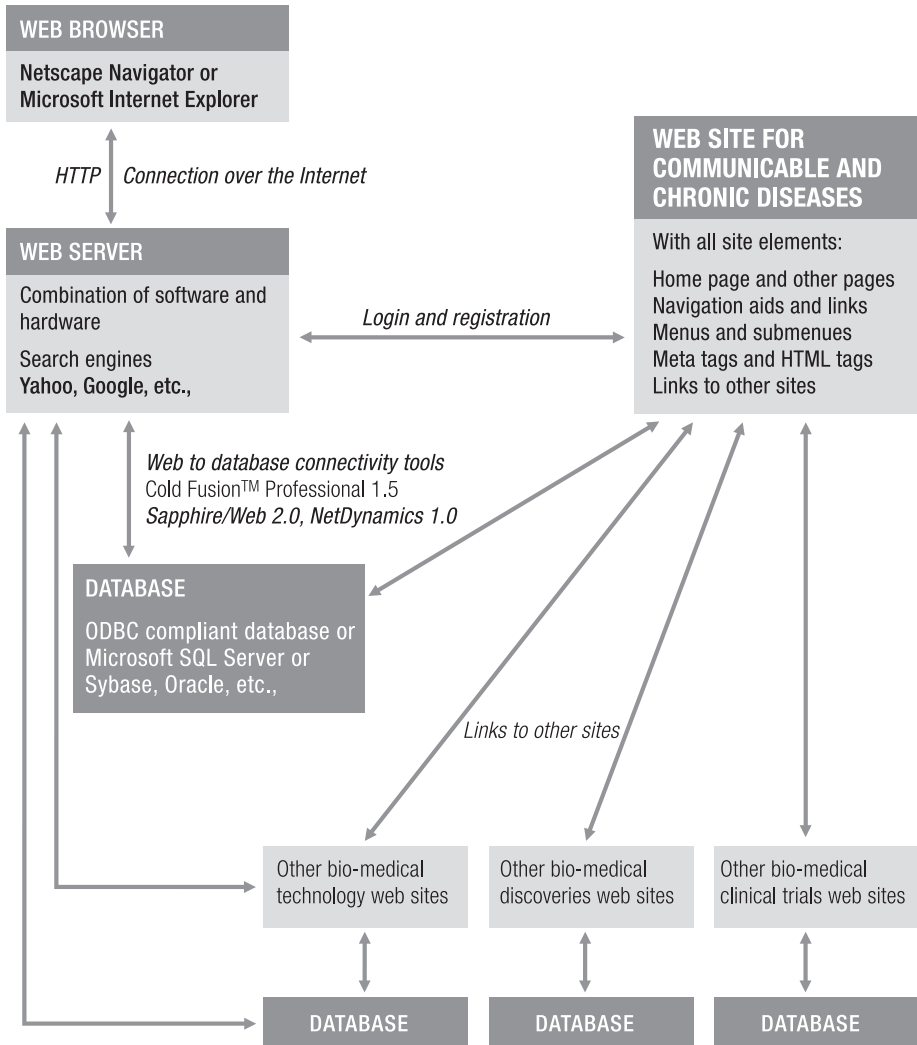 WEB BROWSER
Netscape Navigator or
Microsoft Internet Explorer
HTTP
Connection over the Internet
WEB SERVER
Combination of software and
hardware
Search engines
Yahoo, Google, etc.,
Login and registration
WEB SITE FOR
COMMUNICABLE AND
CHRONIC DISEASES
With all site elements:
Home page and other pages
Navigation aids and links
Menus and submenues
Meta tags and HTML tags
Links to other sites
Web to database connectivity tools
Cold Fusion™ Professional 1.5
Sapphire/Web 2.0, NetDynamics 1.0
DATABASE
ODBC compliant database or
Microsoft SQL Server or
Sybase, Oracle, etc.,
Links to other sites
Other bio-medical
technology web sites
Other bio-medical
discoveries web sites
Other bio-medical
clinical trials web sites
DATABASE
DATABASE
DATABASE